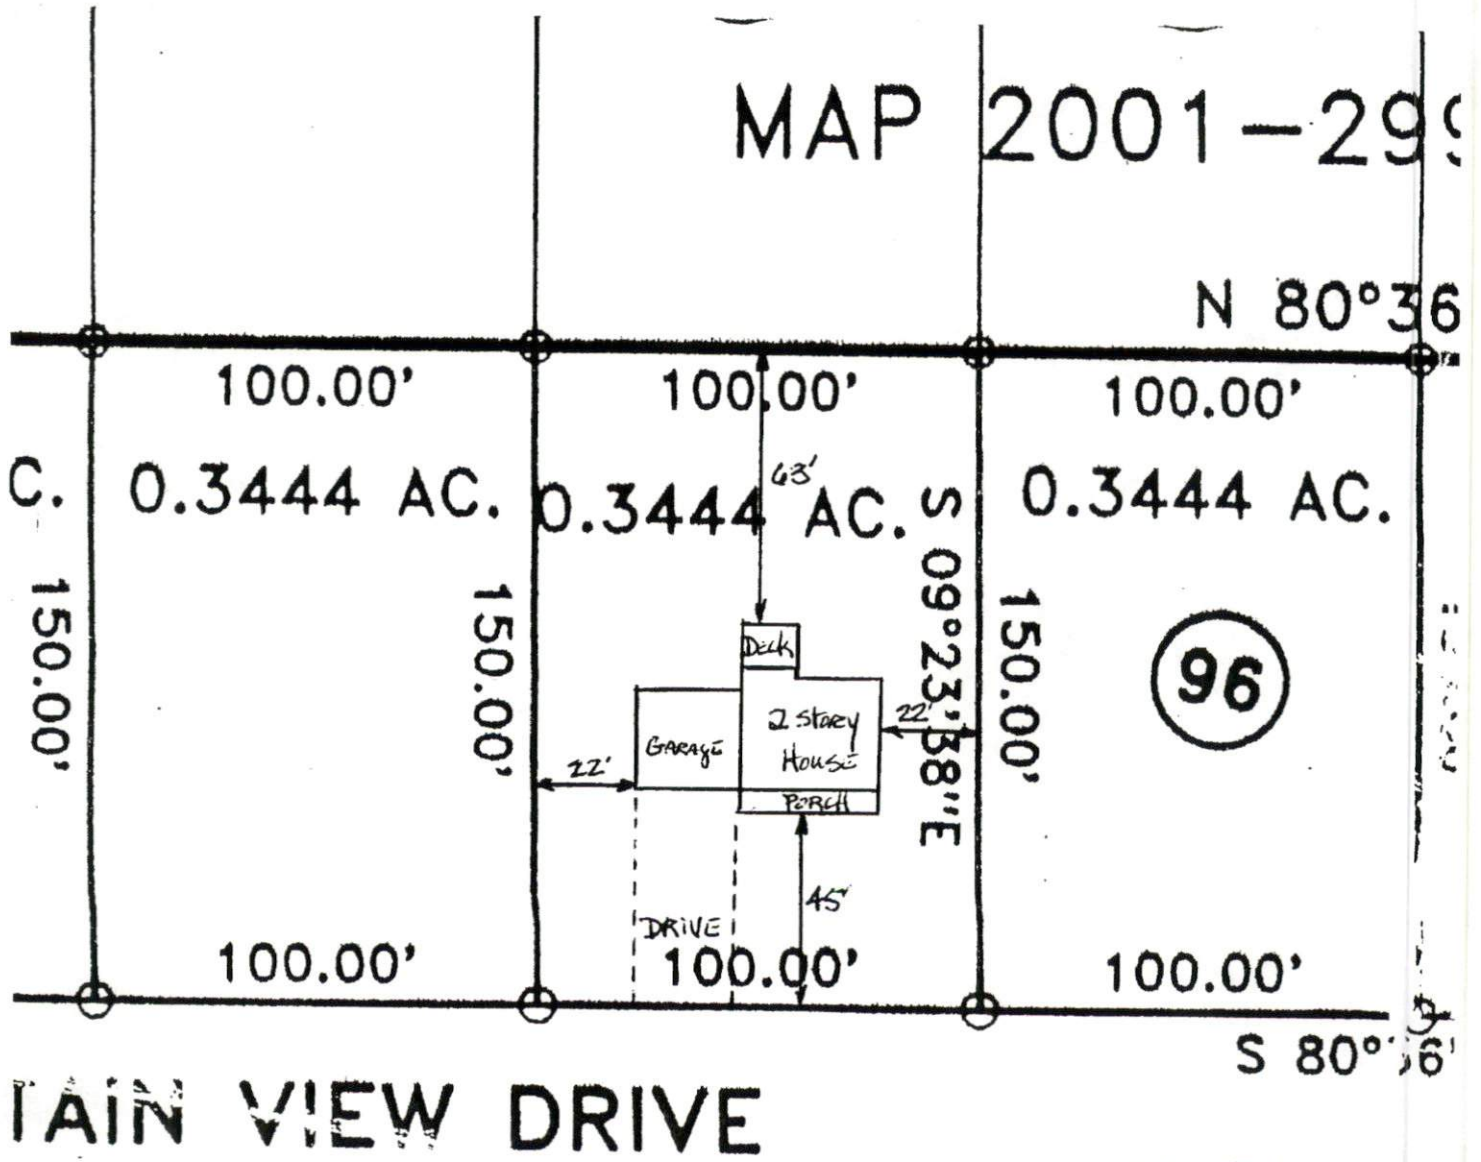 MAP 2001-299
N 80°36
100.00'
100.00'
100.00'
63'
C.
0.3444 AC.
0.3444 AC.
0.3444 AC.
150.00'
150.00'
S 09°23'38"E
150.00'
96
Deck
2 Story
House
GARAGE
22'
22'
PORCH
45'
DRIVE
100.00'
100.00'
100.00'
S 80°36'
TAIN VIEW DRIVE